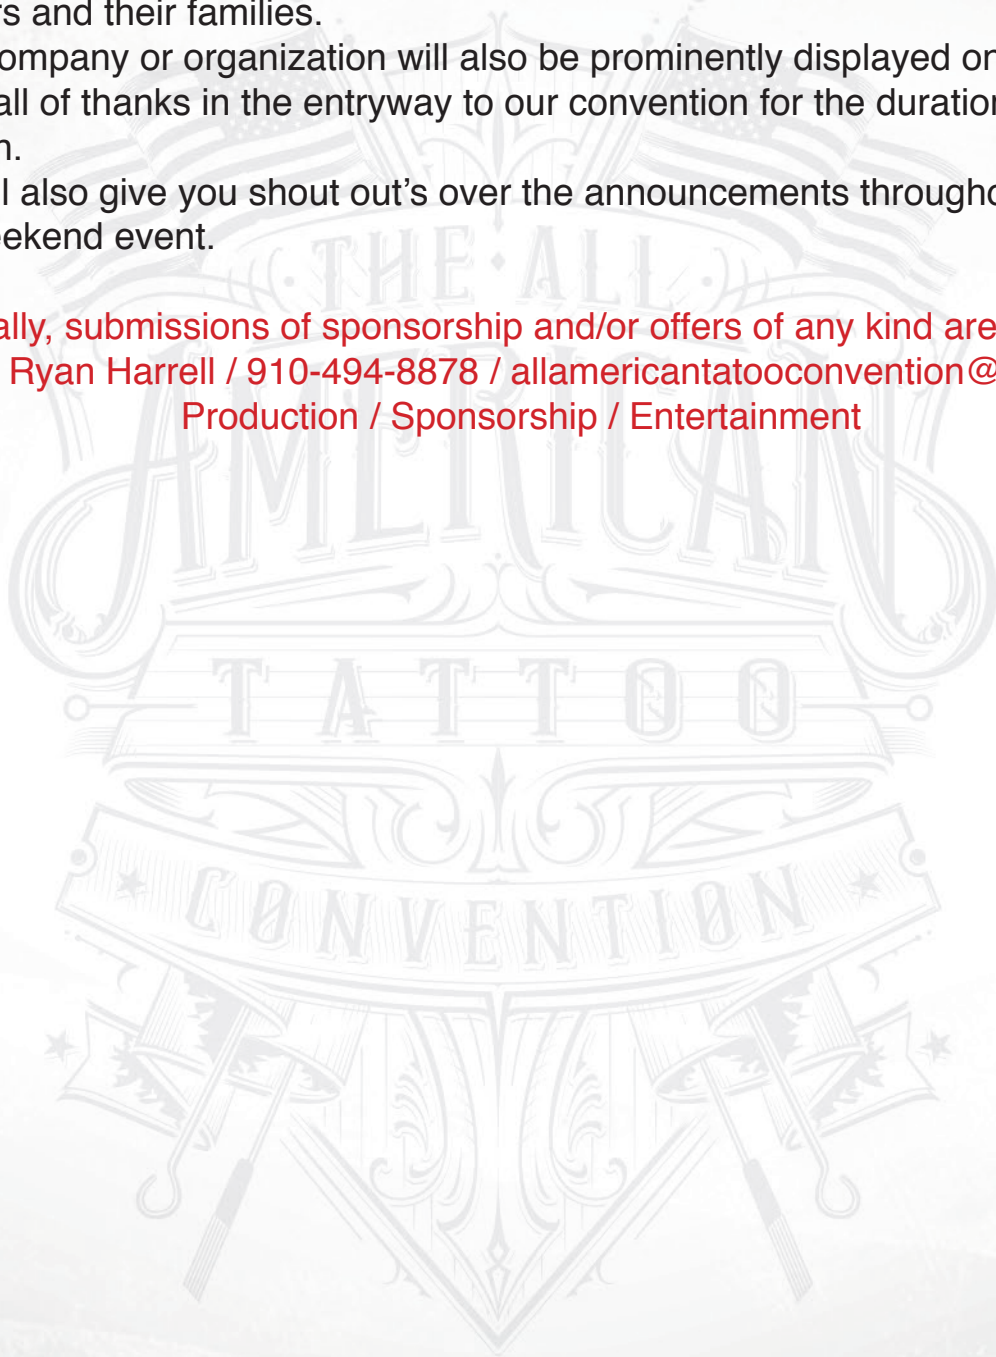 rs and their families.
ompany or organization will also be prominently displayed on
all of thanks in the entryway to our convention for the duration
n.
l also give you shout out’s over the announcements througho
eekend event.
ally, submissions of sponsorship and/or offers of any kind are
Ryan Harrell / 910-494-8878 / allamericantatooconvention@
Production / Sponsorship / Entertainment
THE ALL
AMERICAN
TATTOO
CONVENTION